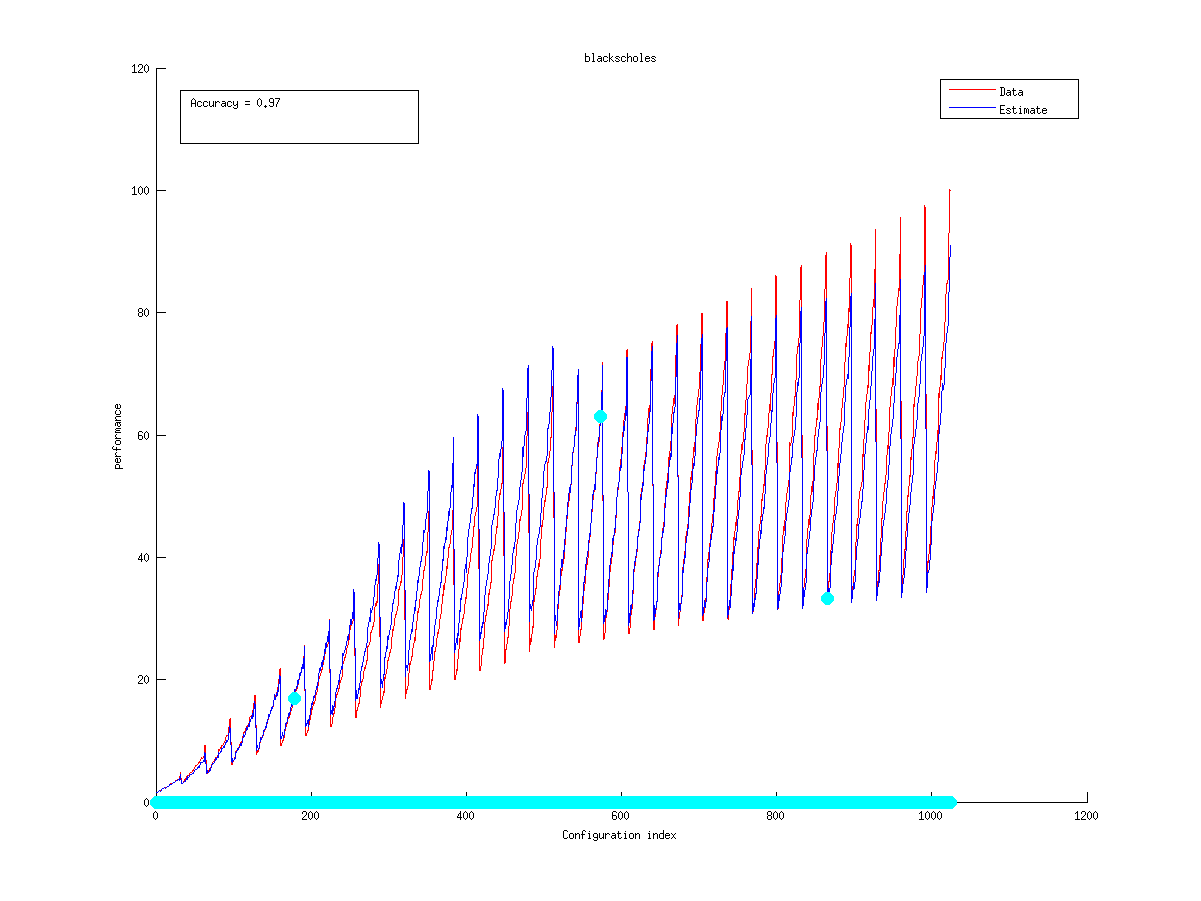 blackscholes
Accuracy = 0.97
Data
Estimate
120
100
80
60
40
20
0
performance
0 200 400 600 800 1000 1200
Configuration index